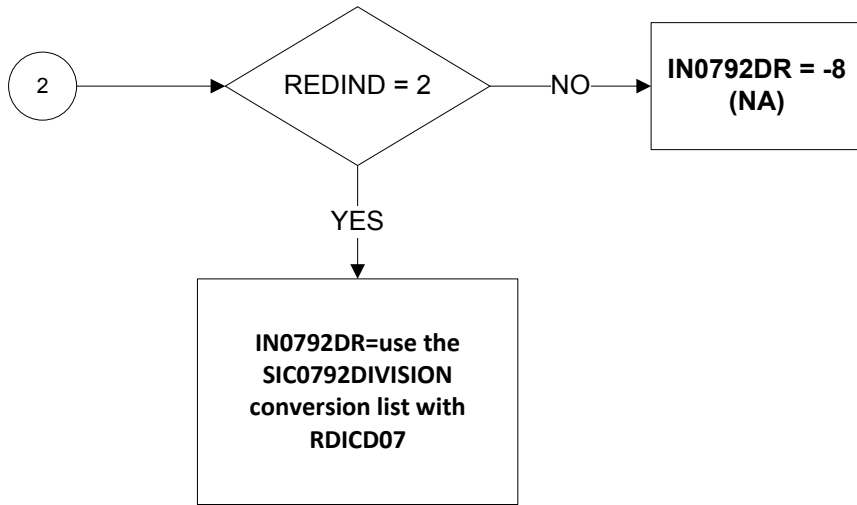 2
REDIND = 2
NO
IN0792DR = -8
(NA)
YES
IN0792DR=use the
SIC0792DIVISION
conversion list with
RDICD07